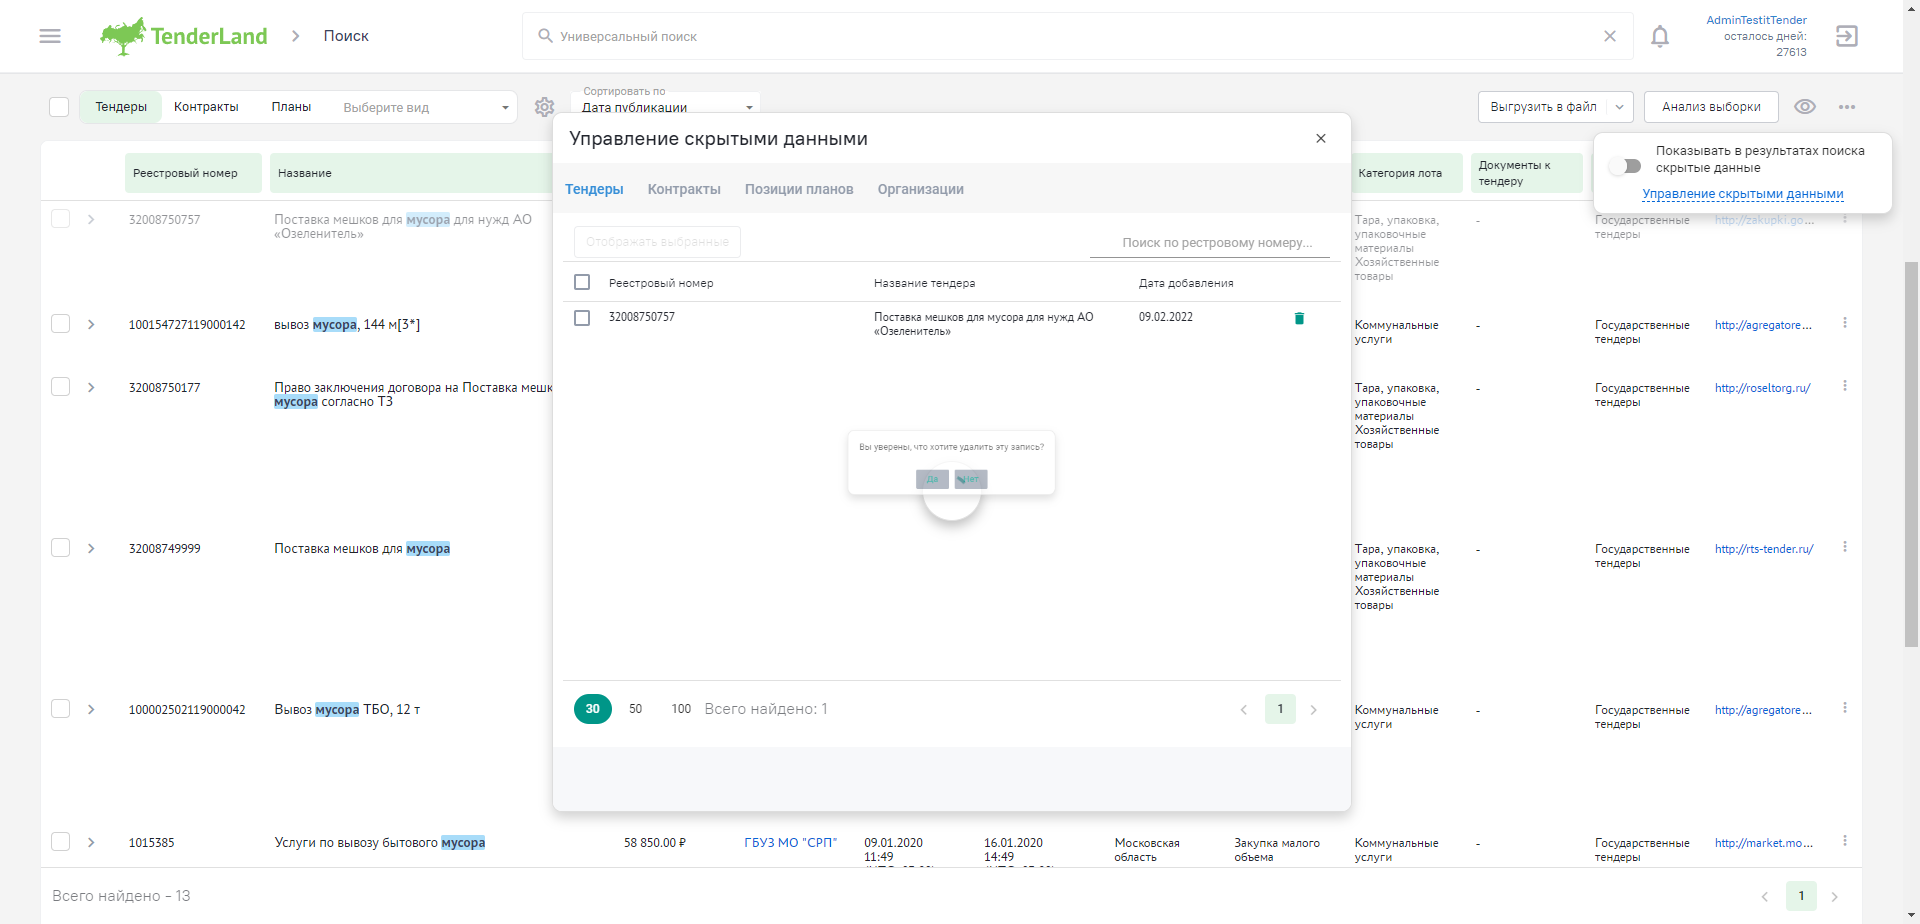 TenderLand
Поиск
Универсальный поиск
AdminTestitTender
осталось дней:
27613
Тендеры
Контракты
Планы
Выберите вид
Сортировать по
Дата публикации
Выгрузить в файл
Анализ выборки
Показывать в результатах поиска
скрытые данные
Управление скрытыми данными
Реестровый номер
Название
Категория лота
Документы к
тендеру
32008750757
Поставка мешков для мусора для нужд АО
«Озеленитель»
Тара, упаковка,
упаковочные
материалы
Хозяйственные
товары
-
Государственные
тендеры
http://zakupki.go...
100154727119000142
вывоз мусора, 144 м[3*]
Коммунальные
услуги
-
Государственные
тендеры
http://agregatore...
32008750177
Право заключения договора на Поставка мешк
мусора согласно ТЗ
Тара, упаковка,
упаковочные
материалы
Хозяйственные
товары
-
Государственные
тендеры
http://roseltorg.ru/
32008749999
Поставка мешков для мусора
Тара, упаковка,
упаковочные
материалы
Хозяйственные
товары
-
Государственные
тендеры
http://rts-tender.ru/
100002502119000042
Вывоз мусора ТБО, 12 т
Коммунальные
услуги
-
Государственные
тендеры
http://agregatore...
1015385
Услуги по вывозу бытового мусора
58 850.00 ₽
ГБУЗ МО "СРП"
09.01.2020
11:49
16.01.2020
14:49
Московская
область
Закупка малого
объема
Коммунальные
услуги
-
Государственные
тендеры
http://market.mo...
Всего найдено - 13
1
Управление скрытыми данными
Тендеры
Контракты
Позиции планов
Организации
Отображать выбранные
Поиск по рестровому номеру...
Реестровый номер
Название тендера
Дата добавления
32008750757
Поставка мешков для мусора для нужд АО
«Озеленитель»
09.02.2022
Вы уверены, что хотите удалить эту запись?
Да
Нет
30
50
100
Всего найдено: 1
1